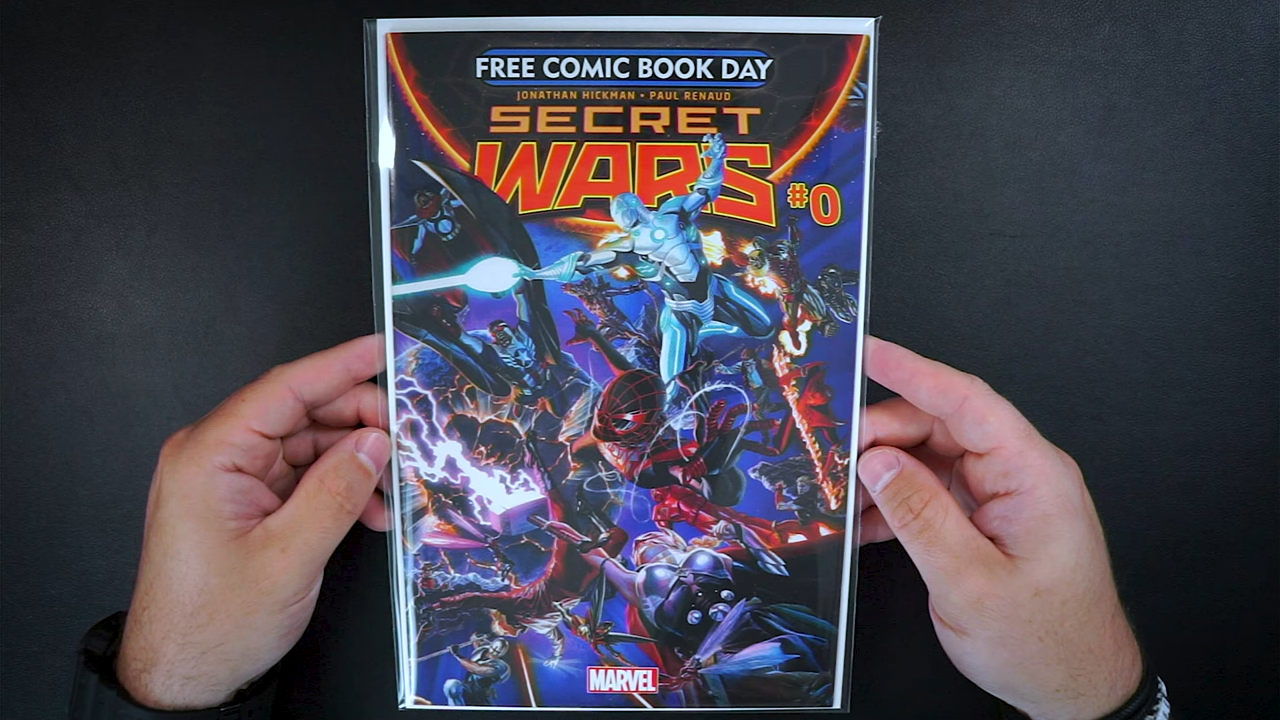 FREE COMIC BOOK DAY
JONATHAN HICKMAN • PAUL RENAUD
SECRET
WARS
#0
MARVEL